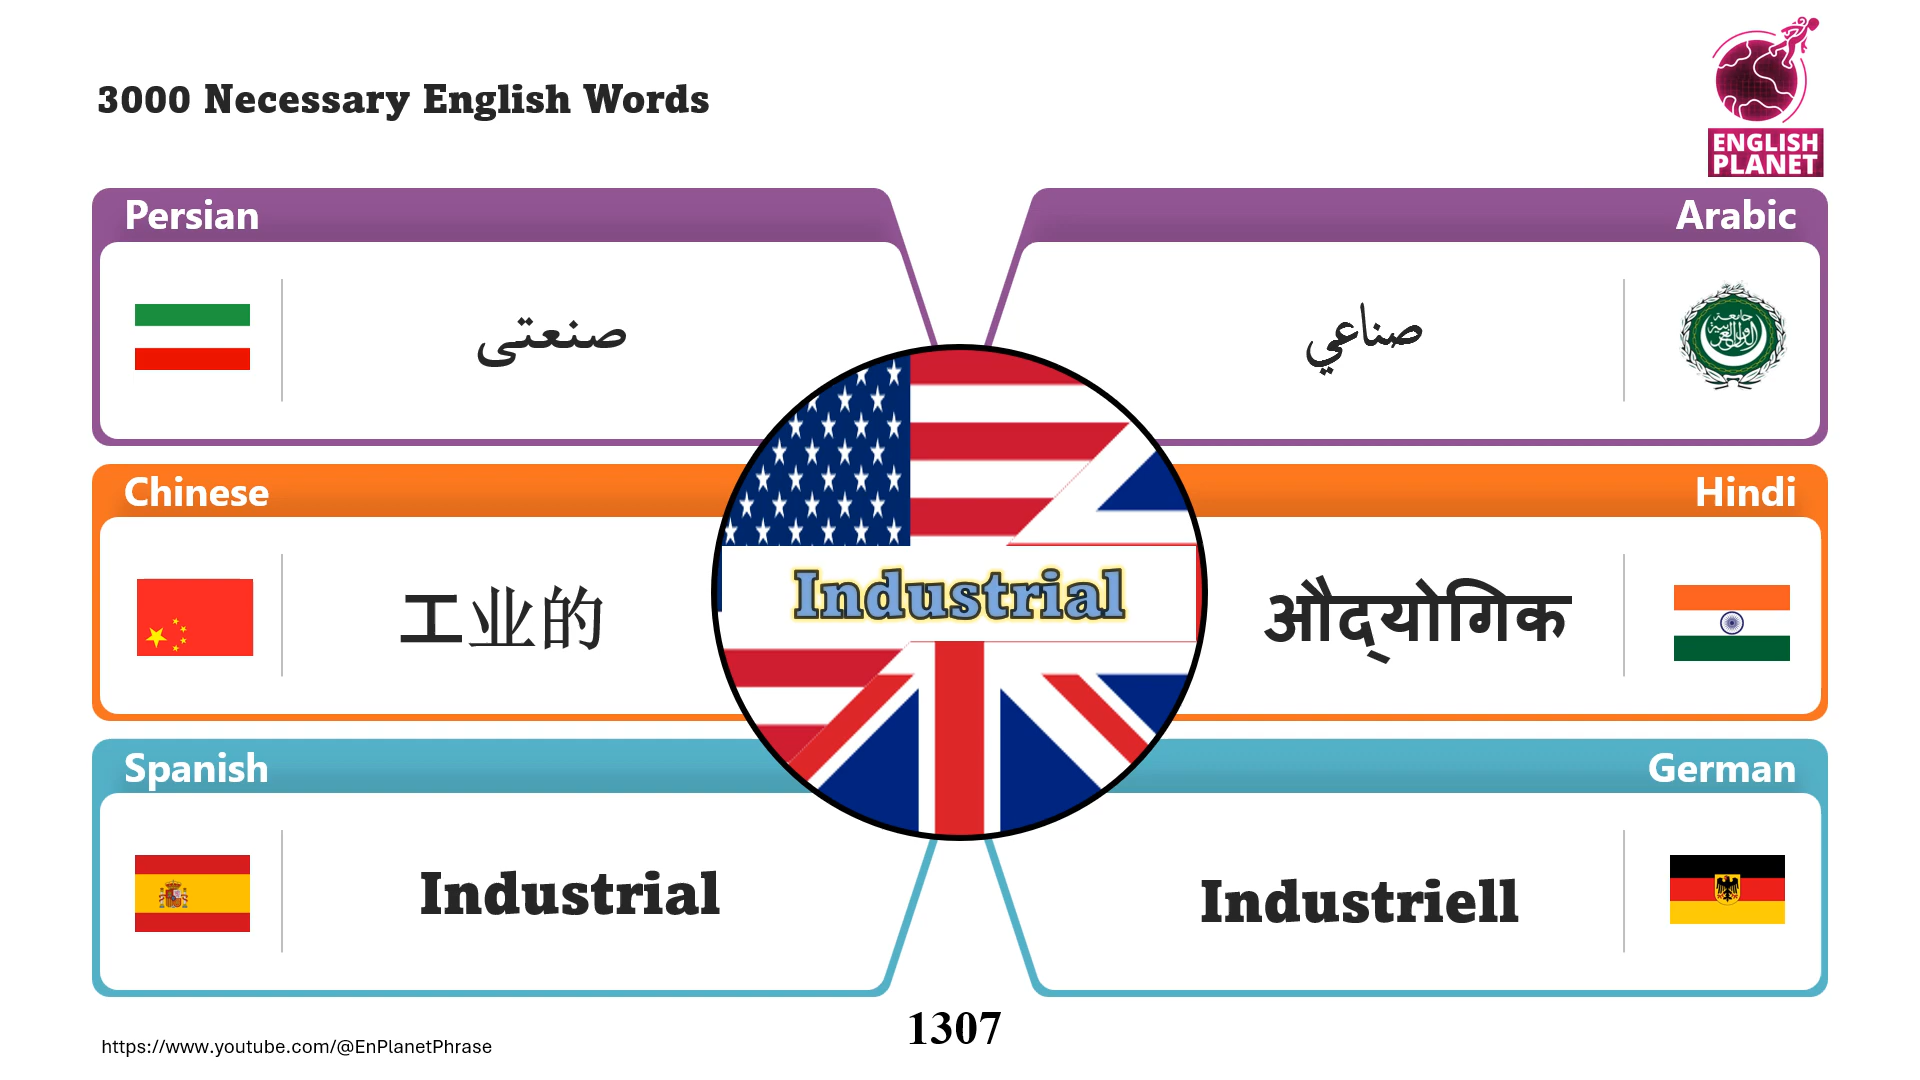 3000 Necessary English Words
ENGLISH
PLANET
Persian
صنعتی
Arabic
صناعي
Chinese
工业的
Hindi
औद्‌योगिक
Industrial
Spanish
Industrial
German
Industriell
1307
https://www.youtube.com/@EnPlanetPhrase